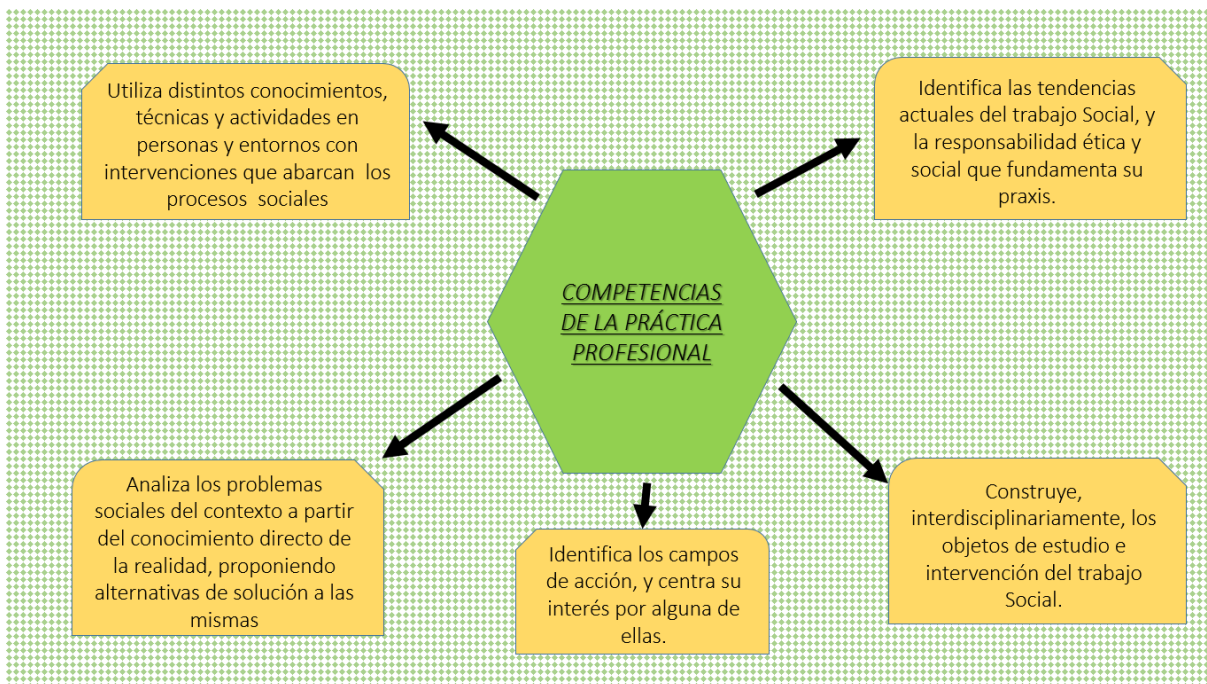 Utiliza distintos conocimientos,
técnicas y actividades en
personas y entornos con
intervenciones que abarcan los
procesos sociales
Identifica las tendencias
actuales del trabajo Social, y
la responsabilidad ética y
social que fundamenta su
praxis.
COMPETENCIAS
DE LA PRÁCTICA
PROFESIONAL
Analiza los problemas
sociales del contexto a partir
del conocimiento directo de
la realidad, proponiendo
alternativas de solución a las
mismas
Identifica los campos
de acción, y centra su
interés por alguna de
ellas.
Construye,
interdisciplinariamente, los
objetos de estudio e
intervención del trabajo
Social.